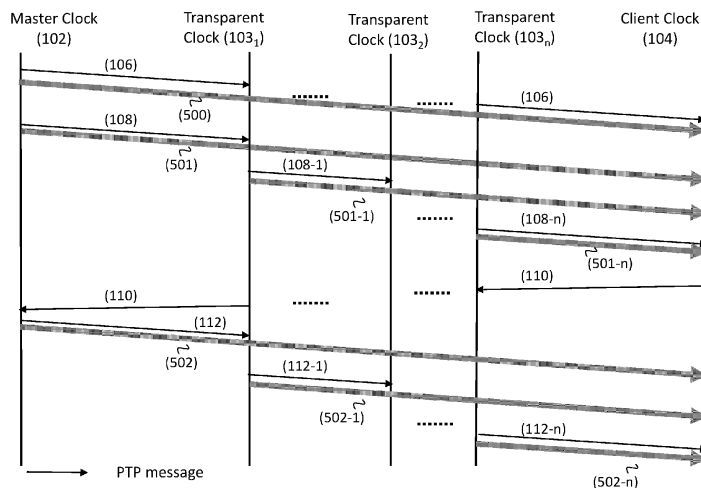 Master Clock
(102)
Transparent
Clock (103₁)
Transparent
Clock (103₂)
Transparent
Clock (103ₙ)
Client Clock
(104)
(106)
(106)
(500)
(108)
(501)
(108-1)
(501-1)
(108-n)
(501-n)
(110)
(110)
(112)
(502)
(112-1)
(502-1)
(112-n)
(502-n)
PTP message